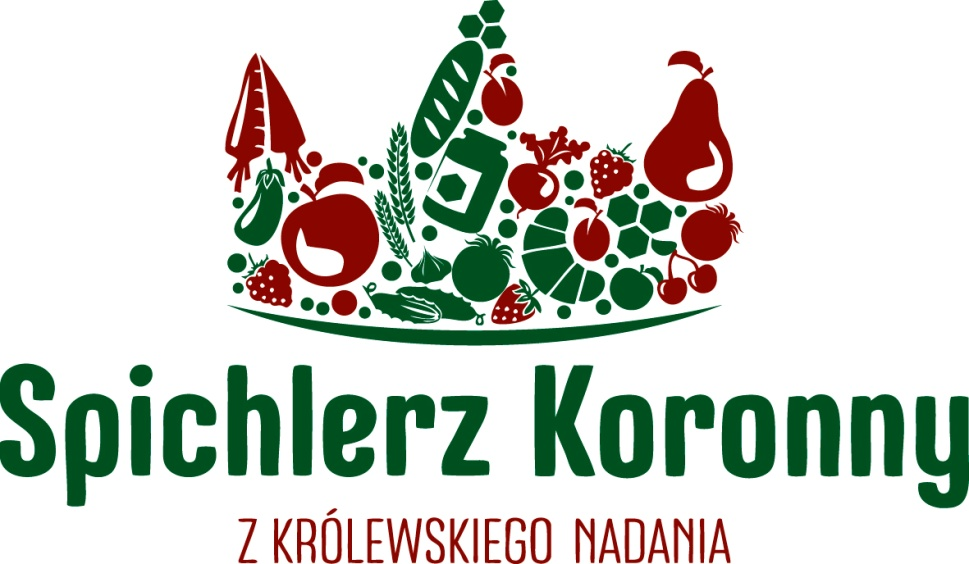 Spichlerz Koronny
Z KRÓLEWSKIEGO NADANIA